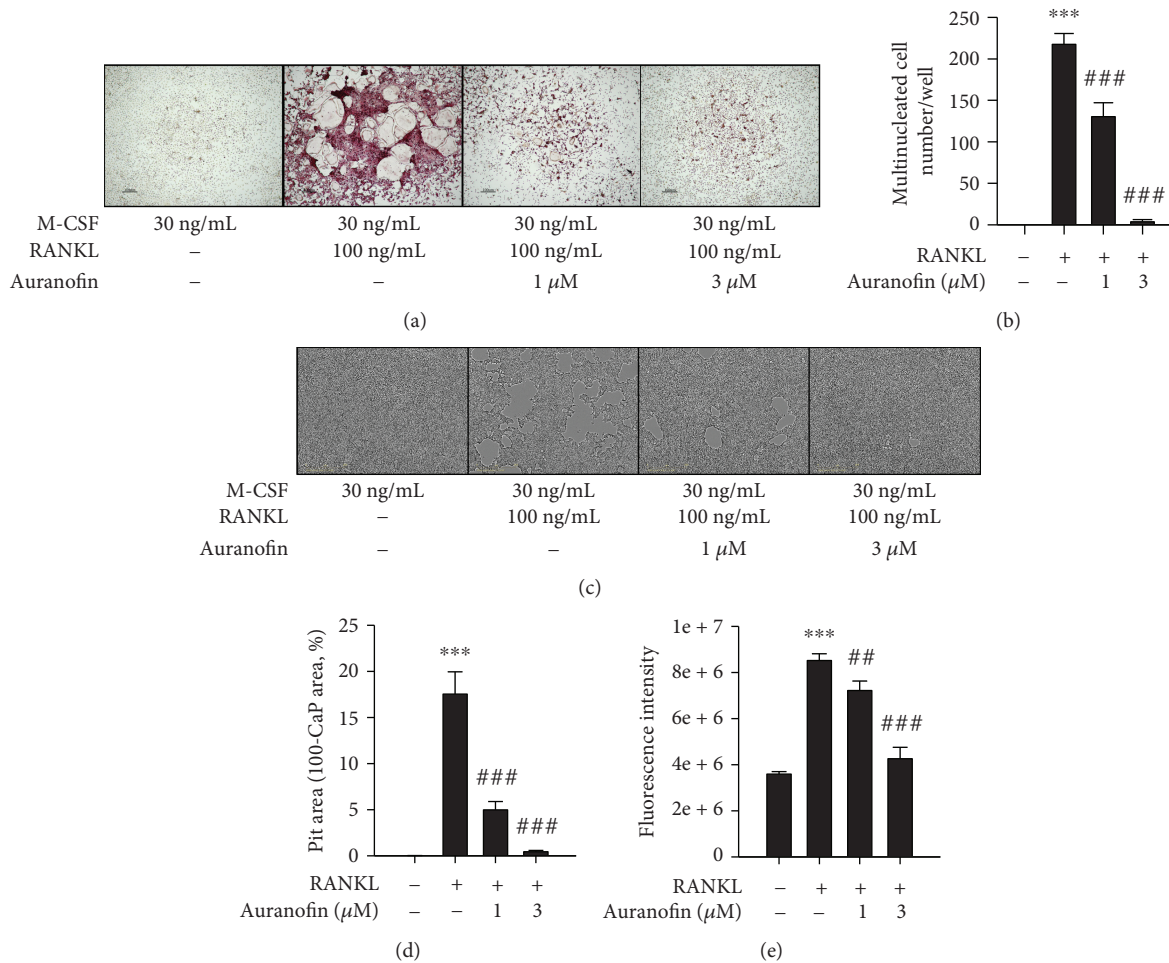 M-CSF 30 ng/mL 30 ng/mL 30 ng/mL 30 ng/mL
RANKL – 100 ng/mL 100 ng/mL 100 ng/mL
Auranofin – – 1 μM 3 μM
(a)
Multinucleated cell
number/well
250
200
150
100
50
0
***
###
###
RANKL – + + +
Auranofin (μM) – – 1 3
(b)
M-CSF 30 ng/mL 30 ng/mL 30 ng/mL 30 ng/mL
RANKL – 100 ng/mL 100 ng/mL 100 ng/mL
Auranofin – – 1 μM 3 μM
(c)
Pit area (100-CaP area, %)
25
20
15
10
5
0
***
###
###
RANKL – + + +
Auranofin (μM) – – 1 3
(d)
Fluorescence intensity
1e + 7
8e + 6
6e + 6
4e + 6
2e + 6
0
***
##
###
RANKL – + + +
Auranofin (μM) – – 1 3
(e)